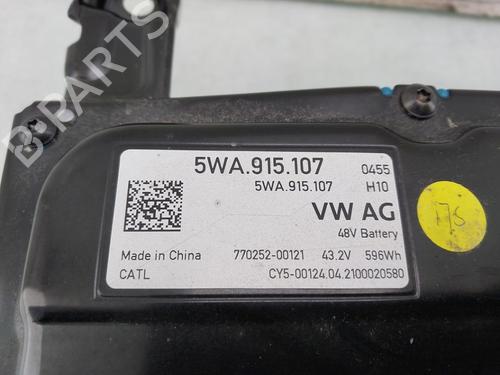 B-PARTS
5WA.915.107 0455
5WA.915.107 H10
VW AG
48V Battery
Made in China 770252-00121 43.2V 596Wh
CATL CY5-00124.04.2100020580